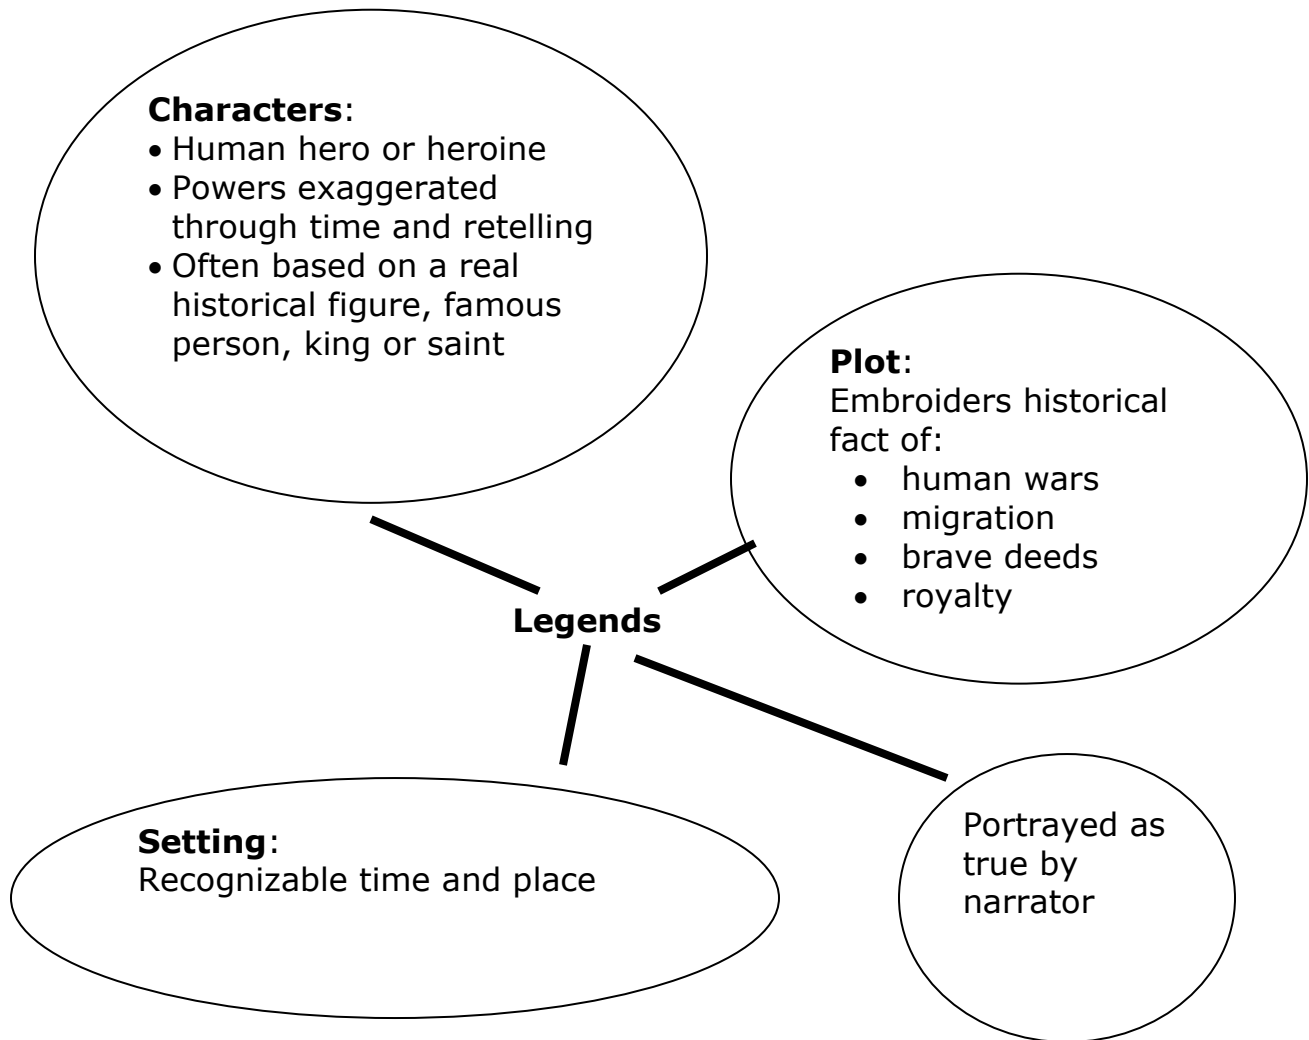 Characters:
• Human hero or heroine
• Powers exaggerated
through time and retelling
• Often based on a real
historical figure, famous
person, king or saint
Plot:
Embroiders historical
fact of:
• human wars
• migration
• brave deeds
• royalty
Legends
Setting:
Recognizable time and place
Portrayed as
true by
narrator